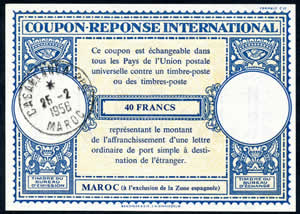 COUPON-REPONSE INTERNATIONAL
Ce coupon est échangeable dans
tous les Pays de l'Union postale
universelle contre un timbre-poste
ou des timbres-poste
40 FRANCS
représentant le montant
de l'affranchissement d'une lettre
ordinaire de port simple à desti-
nation de l'étranger.
CASABLANCA
25-2
1956
MAROC
TIMBRE DU
BUREAU
D'ÉMISSION
MAROC (à l'exclusion de la Zone espagnole)
TIMBRE DU
BUREAU
D'ÉCHANGE